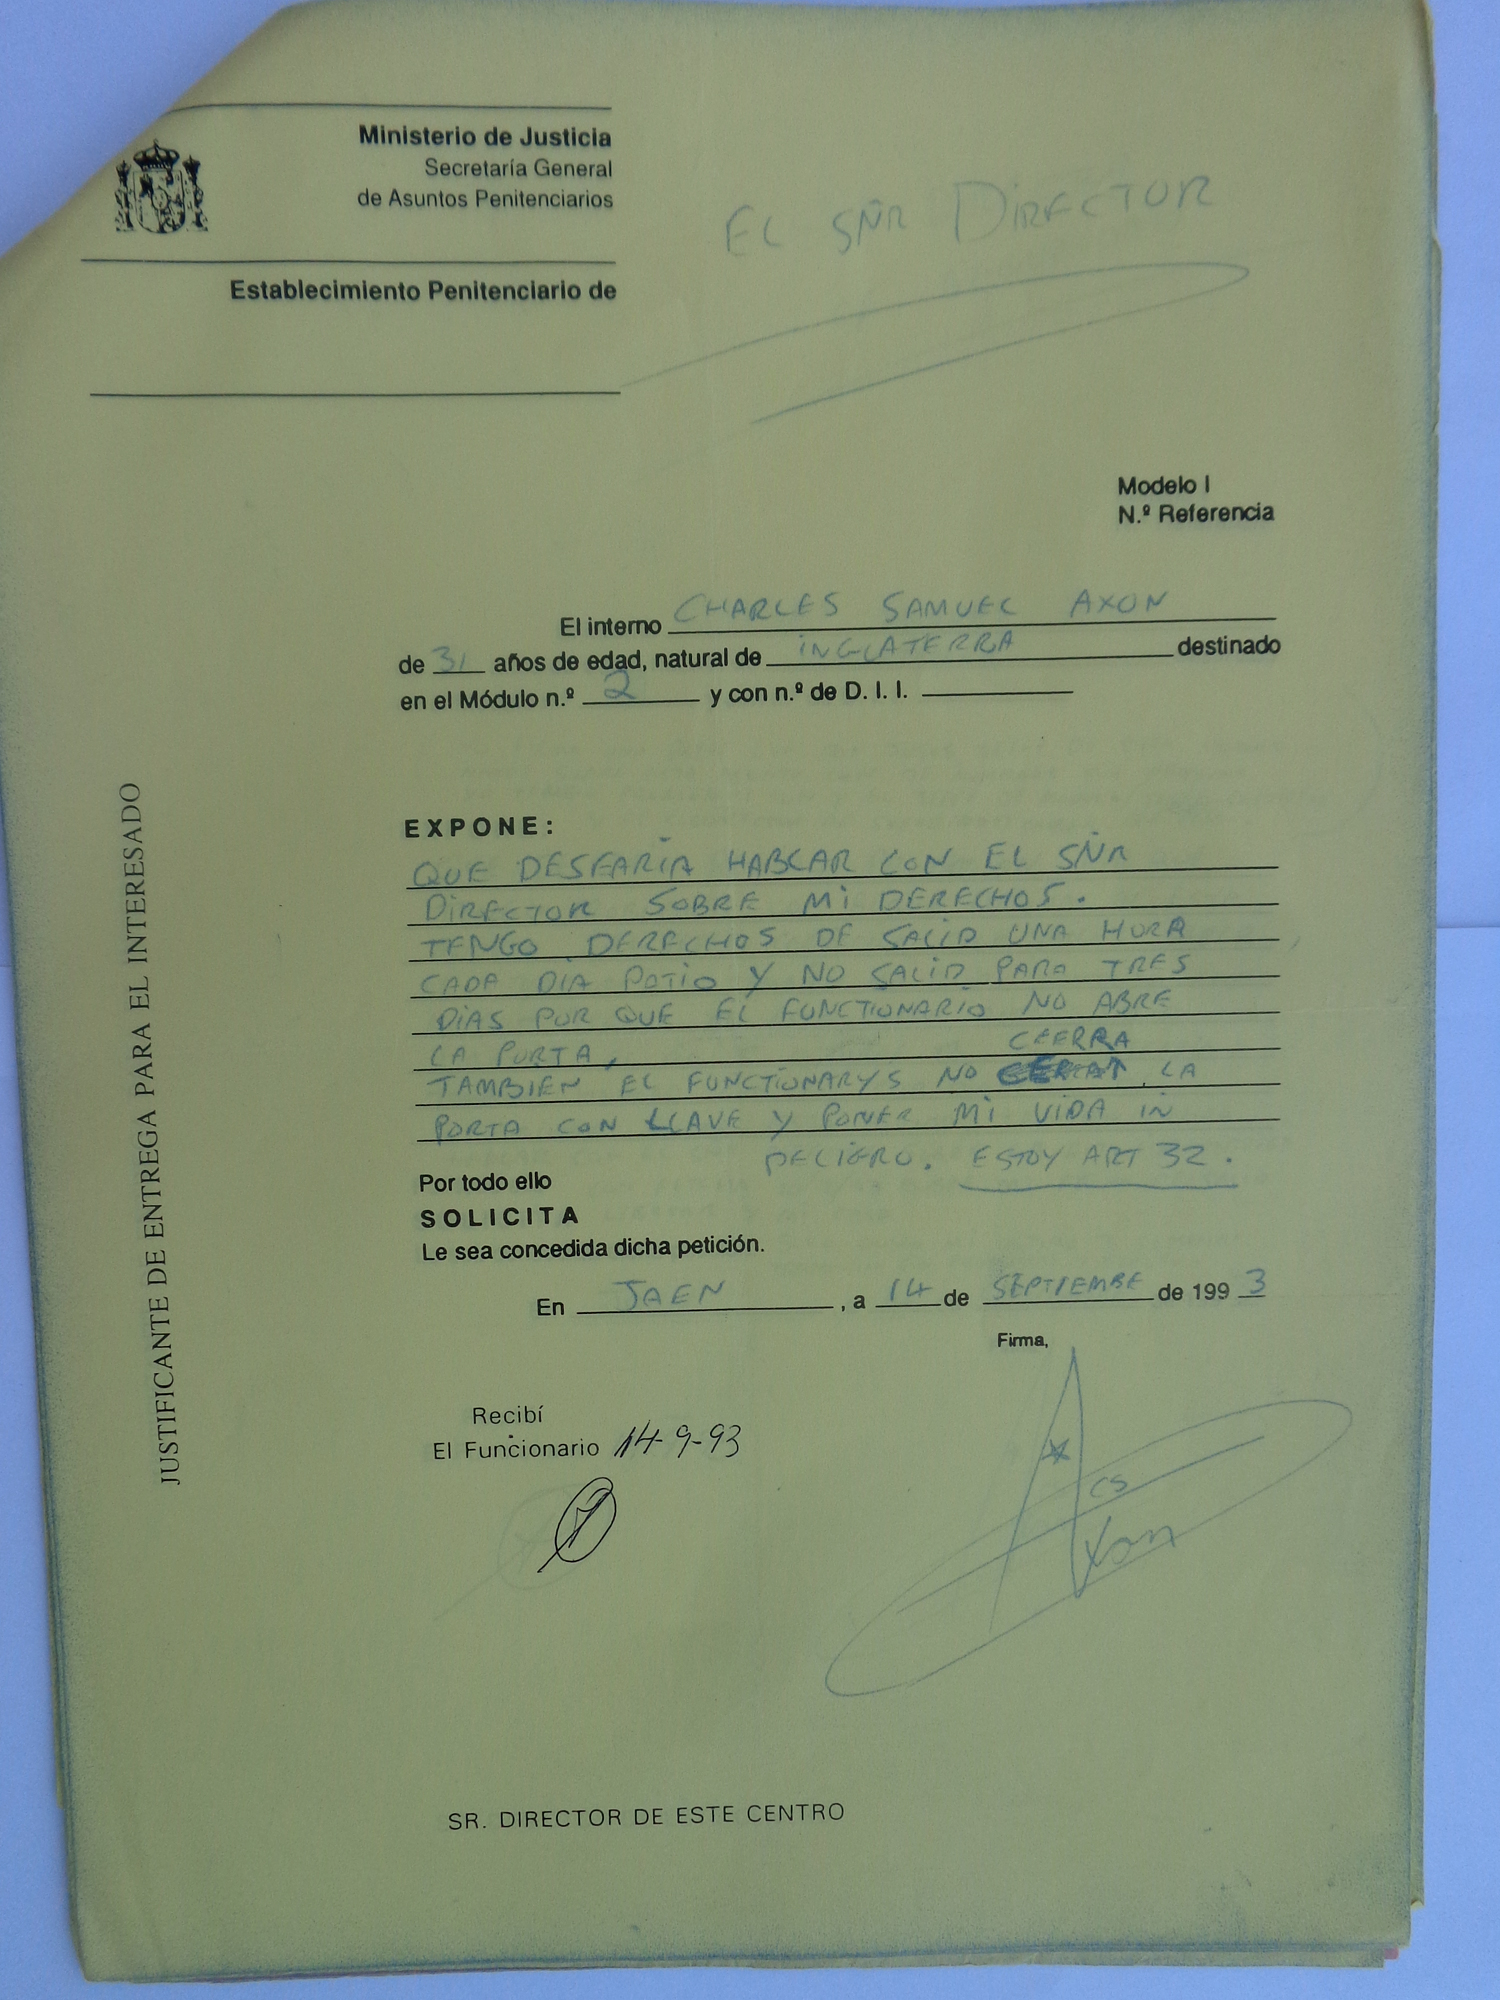 Ministerio de Justicia
Secretaría General
de Asuntos Penitenciarios
EL SÑR DIRECTOR
Establecimiento Penitenciario de
Modelo I
N.º Referencia
El interno CHARLES SAMUEL AXON
de 31 años de edad, natural de INGLATERRA destinado
en el Módulo n.º 2 y con n.º de D. I. I.
EXPONE:
QUE DESEARIA HABLAR CON EL SÑR
DIRECTOR SOBRE MI DERECHOS.
TENGO DERECHOS DE SALID UNA HORA
CADA DIA POTIO Y NO SALID PARA TRES
DIAS POR QUE EL FUNCTIONARIO NO ABRE
LA PORTA,
CEERRA
TAMBIEN EL FUNCTIONARYS NO LA
PORTA CON LLAVE Y PONER MI VIDA IN
PELIGRO. ESTOY ART 32.
Por todo ello
SOLICITA
Le sea concedida dicha petición.
En JAEN, a 14 de SEPTIEMBE de 1993
Firma,
Recibí
El Funcionario 14-9-93
CS
Axon
SR. DIRECTOR DE ESTE CENTRO
JUSTIFICANTE DE ENTREGA PARA EL INTERESADO